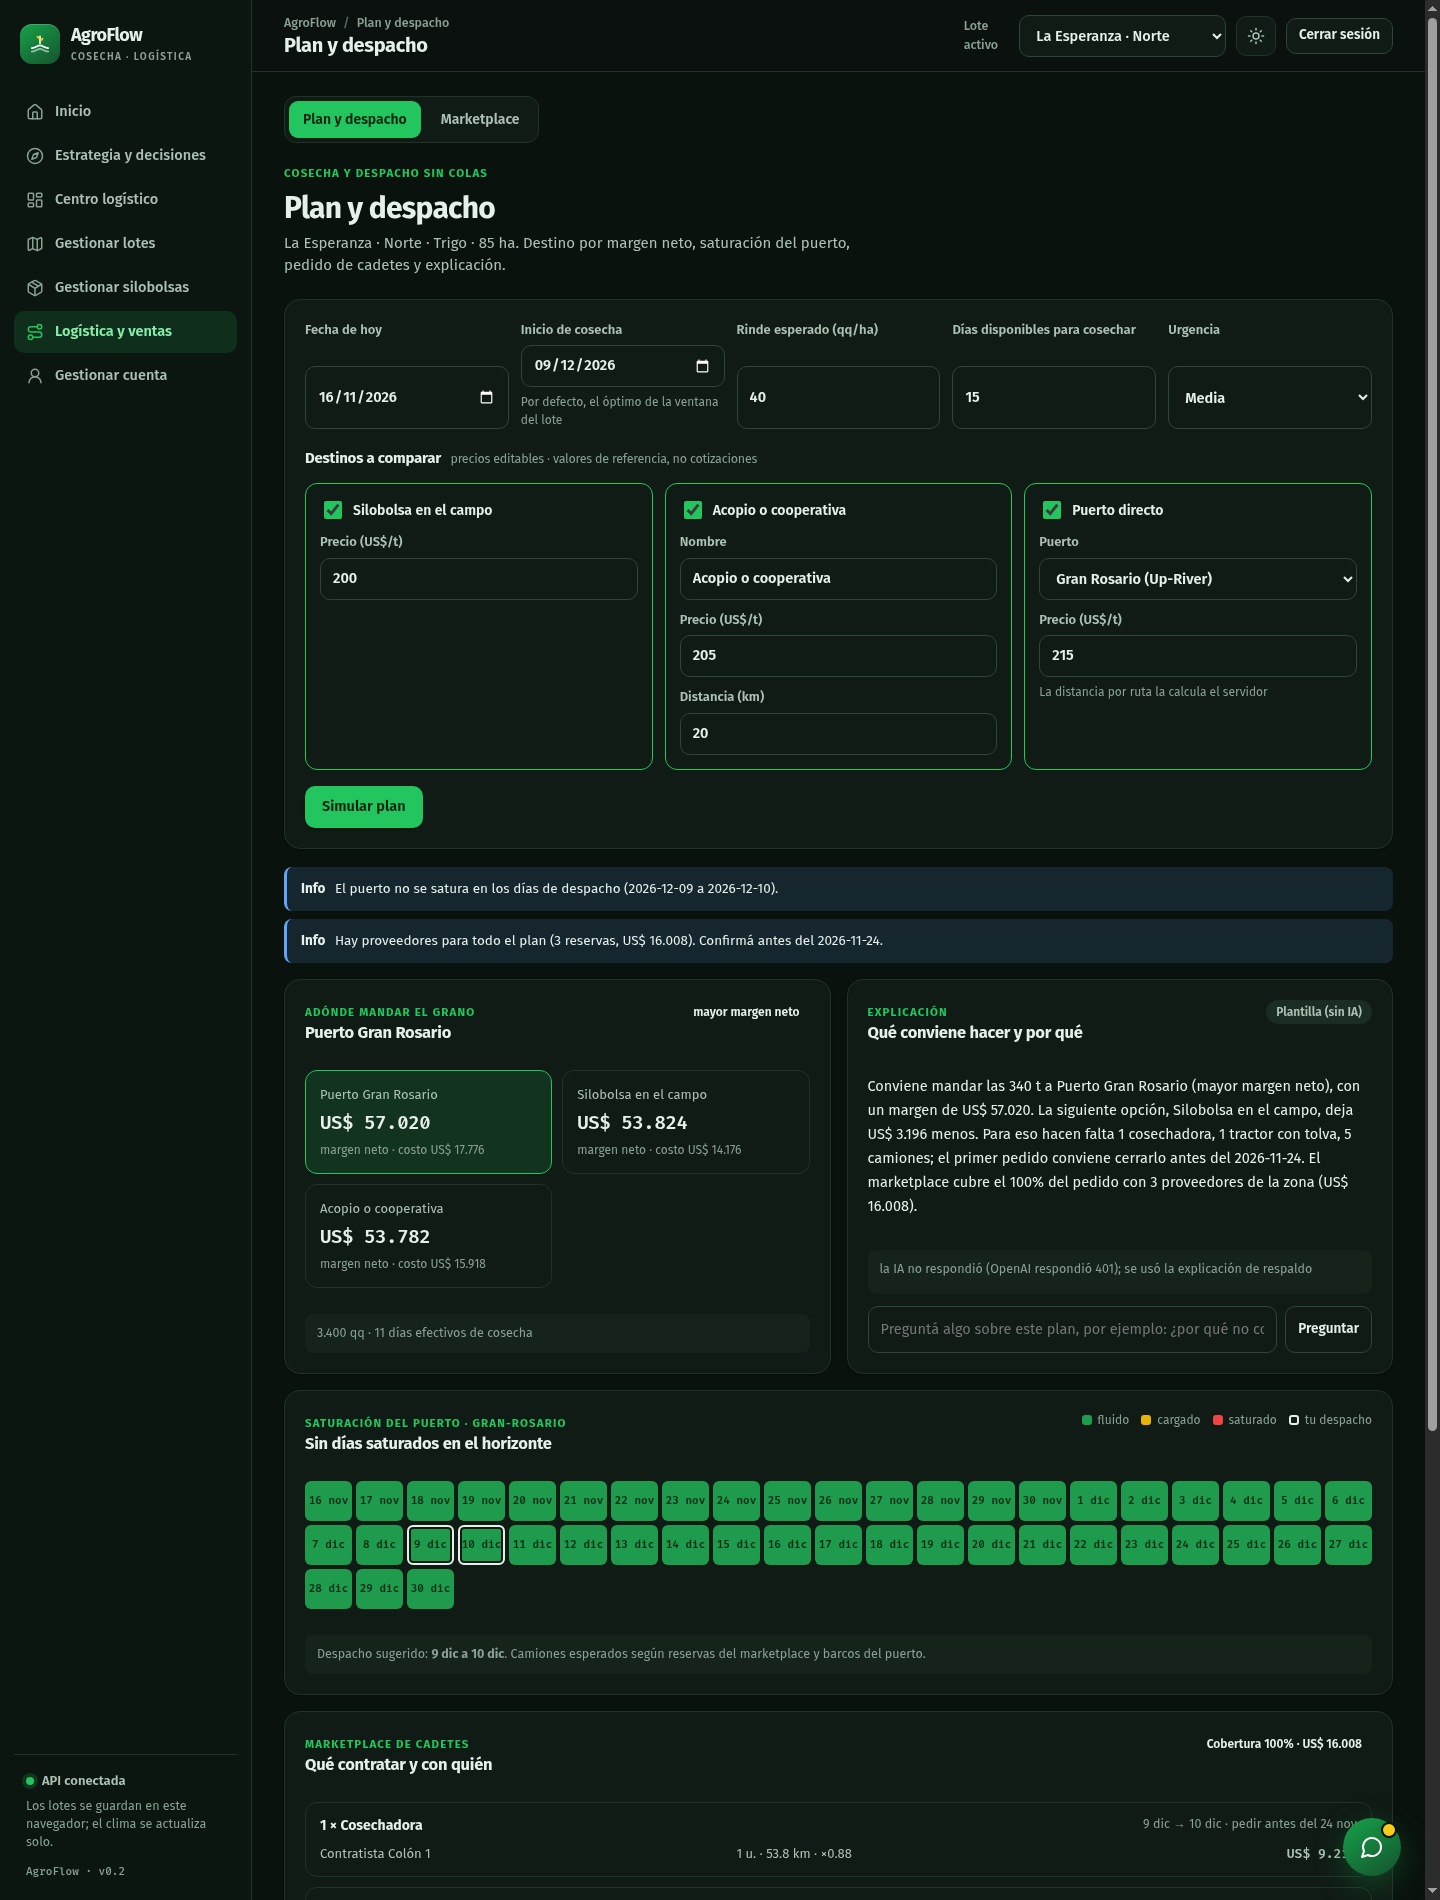 AgroFlow
COSECHA · LOGÍSTICA
Inicio
Estrategia y decisiones
Centro logístico
Gestionar lotes
Gestionar silobolsas
Logística y ventas
Gestionar cuenta
API conectada
Los lotes se guardan en este
navegador; el clima se actualiza
solo.
AgroFlow · v0.2
AgroFlow / Plan y despacho
Plan y despacho
Lote
activo
La Esperanza · Norte
Cerrar sesión
Plan y despacho
Marketplace
COSECHA Y DESPACHO SIN COLAS
Plan y despacho
La Esperanza · Norte · Trigo · 85 ha. Destino por margen neto, saturación del puerto,
pedido de cadetes y explicación.
Fecha de hoy
16/11/2026
Inicio de cosecha
09/12/2026
Por defecto, el óptimo de la ventana
del lote
Rinde esperado (qq/ha)
40
Días disponibles para cosechar
15
Urgencia
Media
Destinos a comparar precios editables · valores de referencia, no cotizaciones
Silobolsa en el campo
Precio (US$/t)
200
Acopio o cooperativa
Nombre
Acopio o cooperativa
Precio (US$/t)
205
Distancia (km)
20
Puerto directo
Puerto
Gran Rosario (Up-River)
Precio (US$/t)
215
La distancia por ruta la calcula el servidor
Simular plan
Info El puerto no se satura en los días de despacho (2026-12-09 a 2026-12-10).
Info Hay proveedores para todo el plan (3 reservas, US$ 16.008). Confirmá antes del 2026-11-24.
ADÓNDE MANDAR EL GRANO
Puerto Gran Rosario
mayor margen neto
Puerto Gran Rosario
US$ 57.020
margen neto · costo US$ 17.776
Silobolsa en el campo
US$ 53.824
margen neto · costo US$ 14.176
Acopio o cooperativa
US$ 53.782
margen neto · costo US$ 15.918
3.400 qq · 11 días efectivos de cosecha
EXPLICACIÓN
Qué conviene hacer y por qué
Plantilla (sin IA)
Conviene mandar las 340 t a Puerto Gran Rosario (mayor margen neto), con
un margen de US$ 57.020. La siguiente opción, Silobolsa en el campo, deja
US$ 3.196 menos. Para eso hacen falta 1 cosechadora, 1 tractor con tolva, 5
camiones; el primer pedido conviene cerrarlo antes del 2026-11-24. El
marketplace cubre el 100% del pedido con 3 proveedores de la zona (US$
16.008).
la IA no respondió (OpenAI respondió 401); se usó la explicación de respaldo
Preguntá algo sobre este plan, por ejemplo: ¿por qué no co
Preguntar
SATURACIÓN DEL PUERTO · GRAN-ROSARIO
Sin días saturados en el horizonte
fluido cargado saturado tu despacho
16 nov 17 nov 18 nov 19 nov 20 nov 21 nov 22 nov 23 nov 24 nov 25 nov 26 nov 27 nov 28 nov 29 nov 30 nov 1 dic 2 dic 3 dic 4 dic 5 dic 6 dic
7 dic 8 dic 9 dic 10 dic 11 dic 12 dic 13 dic 14 dic 15 dic 16 dic 17 dic 18 dic 19 dic 20 dic 21 dic 22 dic 23 dic 24 dic 25 dic 26 dic 27 dic
28 dic 29 dic 30 dic
Despacho sugerido: 9 dic a 10 dic. Camiones esperados según reservas del marketplace y barcos del puerto.
MARKETPLACE DE CADETES
Qué contratar y con quién
Cobertura 100% · US$ 16.008
1 × Cosechadora
9 dic → 10 dic · pedir antes del 24 nov
Contratista Colón 1
1 u. · 53.8 km · ×0.88
US$ 9.2